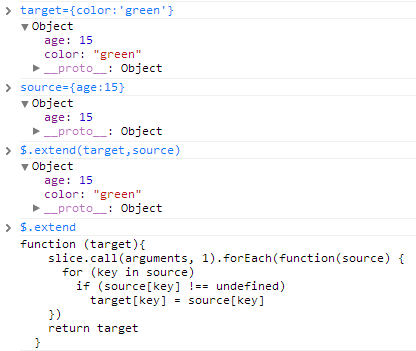 target={color:'green'}
Object
age: 15
color: "green"
__proto__: Object
source={age:15}
Object
age: 15
__proto__: Object
$.extend(target,source)
Object
age: 15
color: "green"
__proto__: Object
$.extend
function (target){
slice.call(arguments, 1).forEach(function(source) {
for (key in source)
if (source[key] !== undefined)
target[key] = source[key]
})
return target
}